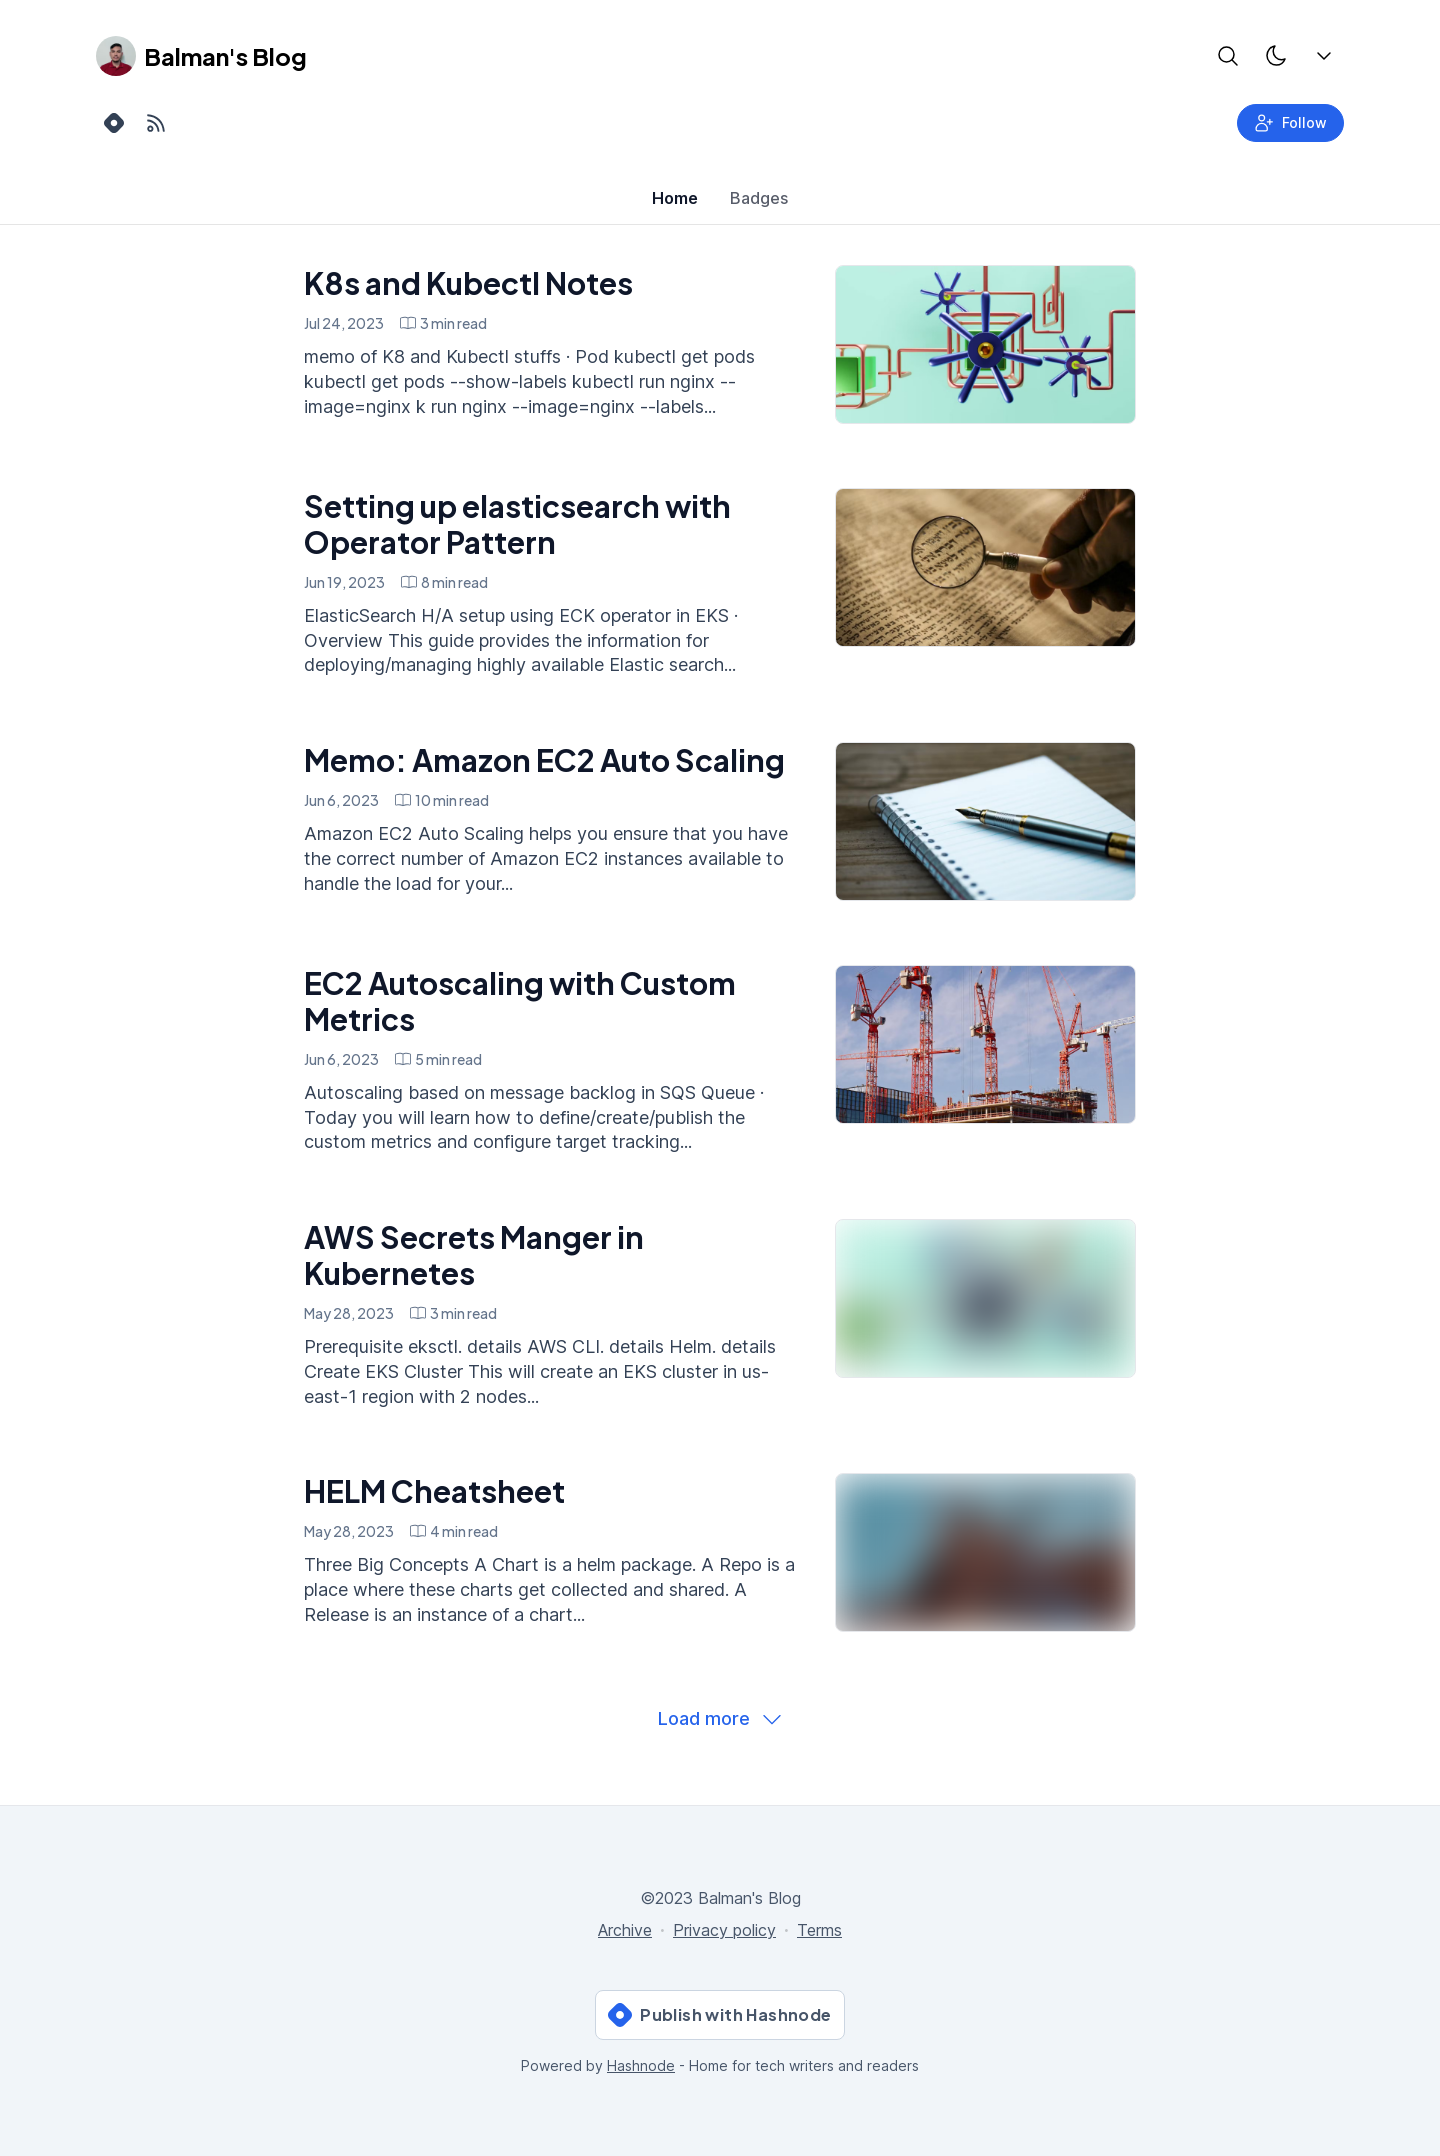 Balman's Blog
Follow
Home
Badges
K8s and Kubectl Notes
Jul 24, 2023
3 min read
memo of K8 and Kubectl stuffs · Pod kubectl get pods
kubectl get pods --show-labels kubectl run nginx --
image=nginx k run nginx --image=nginx --labels...
Setting up elasticsearch with
Operator Pattern
Jun 19, 2023
8 min read
ElasticSearch H/A setup using ECK operator in EKS ·
Overview This guide provides the information for
deploying/managing highly available Elastic search...
Memo: Amazon EC2 Auto Scaling
Jun 6, 2023
10 min read
Amazon EC2 Auto Scaling helps you ensure that you have
the correct number of Amazon EC2 instances available to
handle the load for your...
EC2 Autoscaling with Custom
Metrics
Jun 6, 2023
5 min read
Autoscaling based on message backlog in SQS Queue ·
Today you will learn how to define/create/publish the
custom metrics and configure target tracking...
AWS Secrets Manger in
Kubernetes
May 28, 2023
3 min read
Prerequisite eksctl. details AWS CLI. details Helm. details
Create EKS Cluster This will create an EKS cluster in us-
east-1 region with 2 nodes...
HELM Cheatsheet
May 28, 2023
4 min read
Three Big Concepts A Chart is a helm package. A Repo is a
place where these charts get collected and shared. A
Release is an instance of a chart...
Load more
©2023 Balman's Blog
Archive · Privacy policy · Terms
Publish with Hashnode
Powered by Hashnode - Home for tech writers and readers